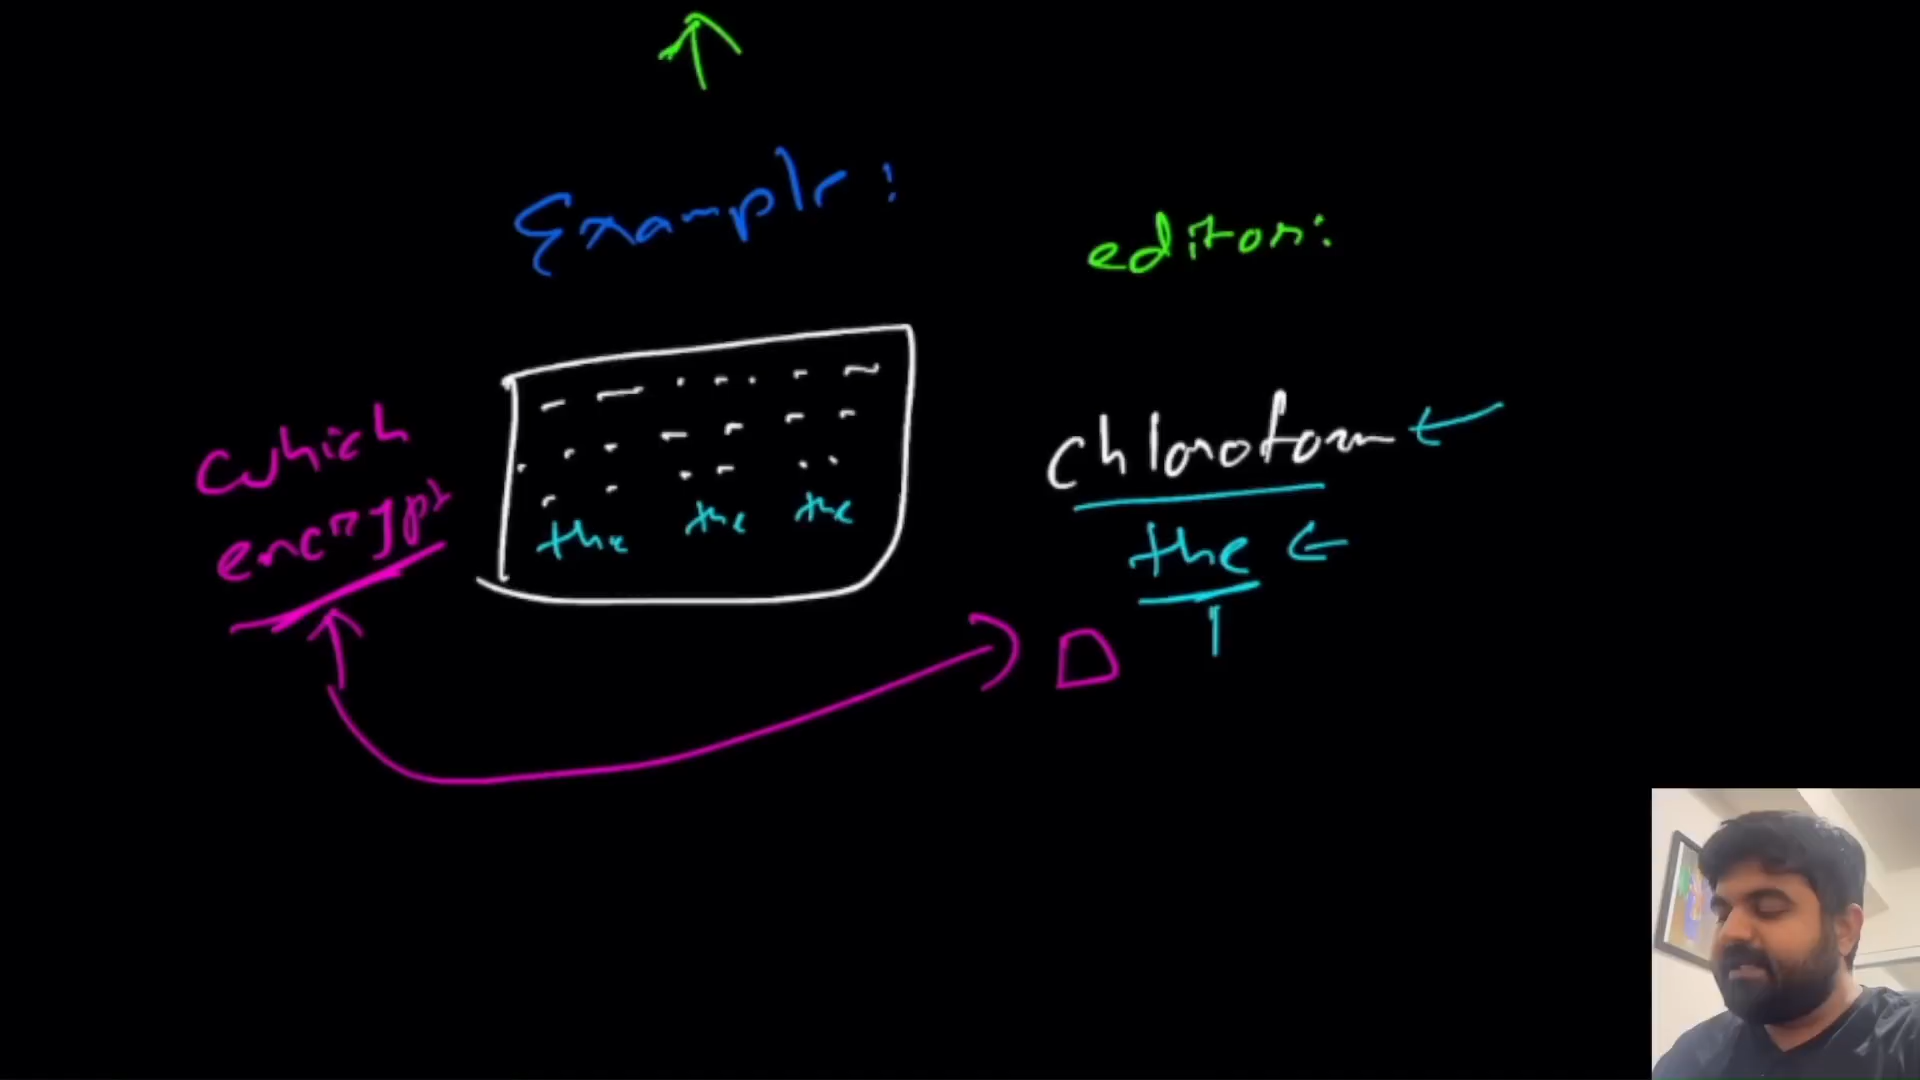 Example:
editor:
which
encrypt
the the the
chloroform
the
D